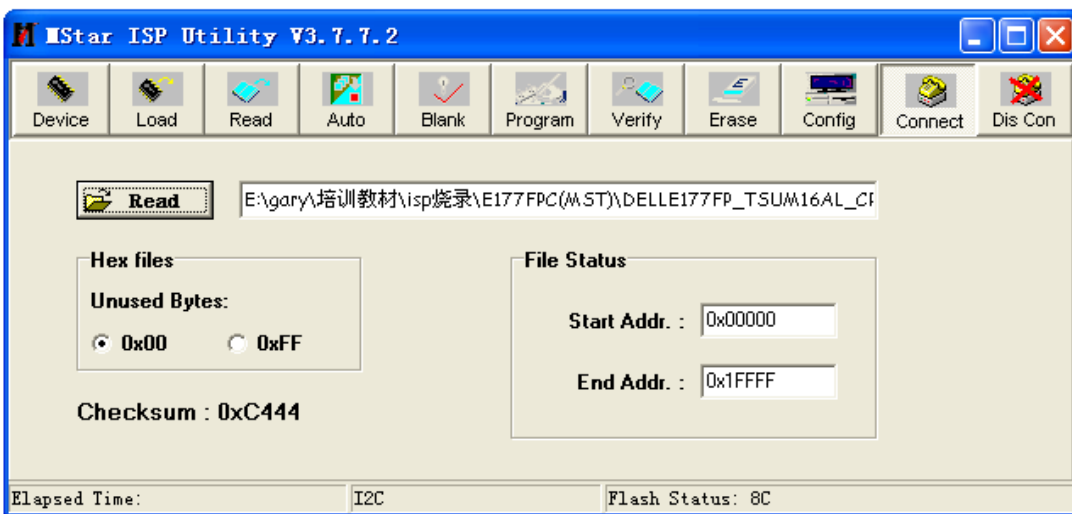 MStar ISP Utility V3.7.7.2
Device Load Read Auto Blank Program Verify Erase Config Connect Dis Con
Read E:\gary\培训教材\isp烧录\E177FPC(MST)\DELLE177FP_TSUM16AL_CF
Hex files
Unused Bytes:
0x00 0xFF
Checksum : 0xC444
File Status
Start Addr. : 0x00000
End Addr. : 0x1FFFF
Elapsed Time: I2C Flash Status: 8C